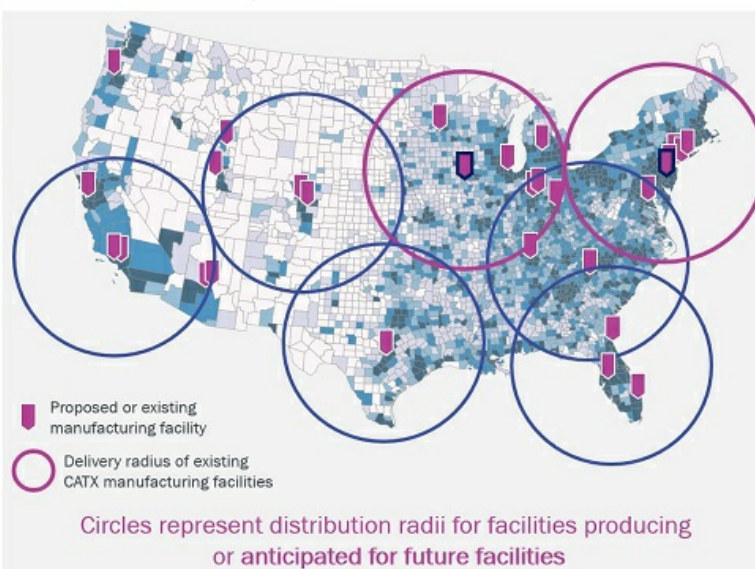 Proposed or existing
manufacturing facility
Delivery radius of existing
CATX manufacturing facilities
Circles represent distribution radii for facilities producing
or anticipated for future facilities